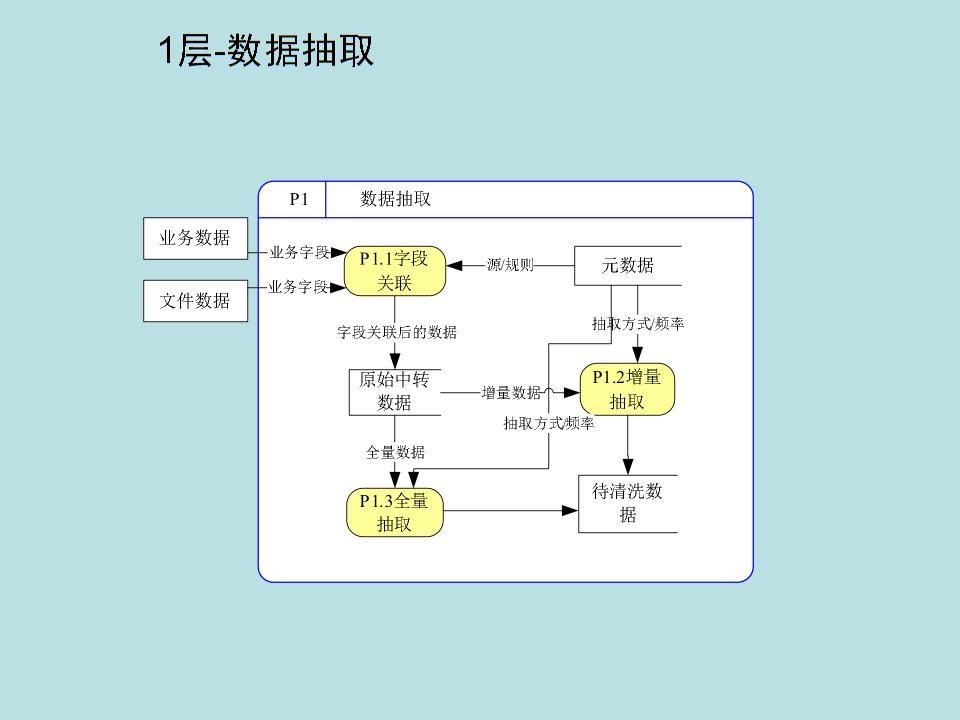 1层-数据抽取
P1
数据抽取
业务数据
业务字段
P1.1字段
关联
源/规则
元数据
文件数据
业务字段
字段关联后的数据
抽取方式/频率
原始中转
数据
增量数据
P1.2增量
抽取
抽取方式/频率
全量数据
P1.3全量
抽取
待清洗数
据